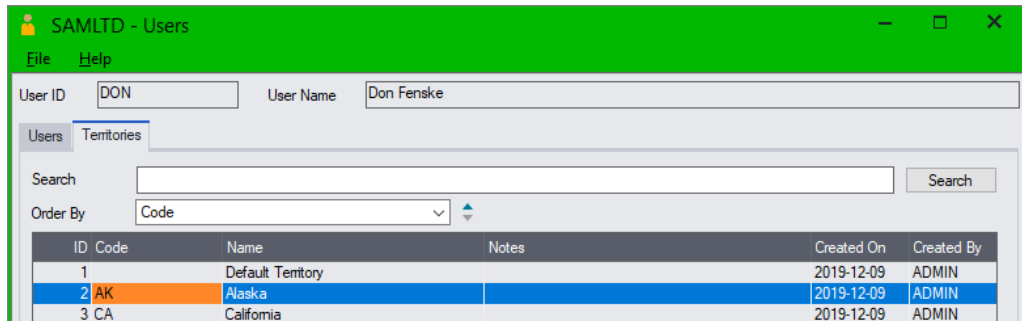 SAMLTD - Users
File Help
User ID DON User Name Don Fenske
Users Territories
Search Search
Order By Code
ID Code Name Notes Created On Created By
1 Default Territory 2019-12-09 ADMIN
2 AK Alaska 2019-12-09 ADMIN
3 CA California 2019-12-09 ADMIN